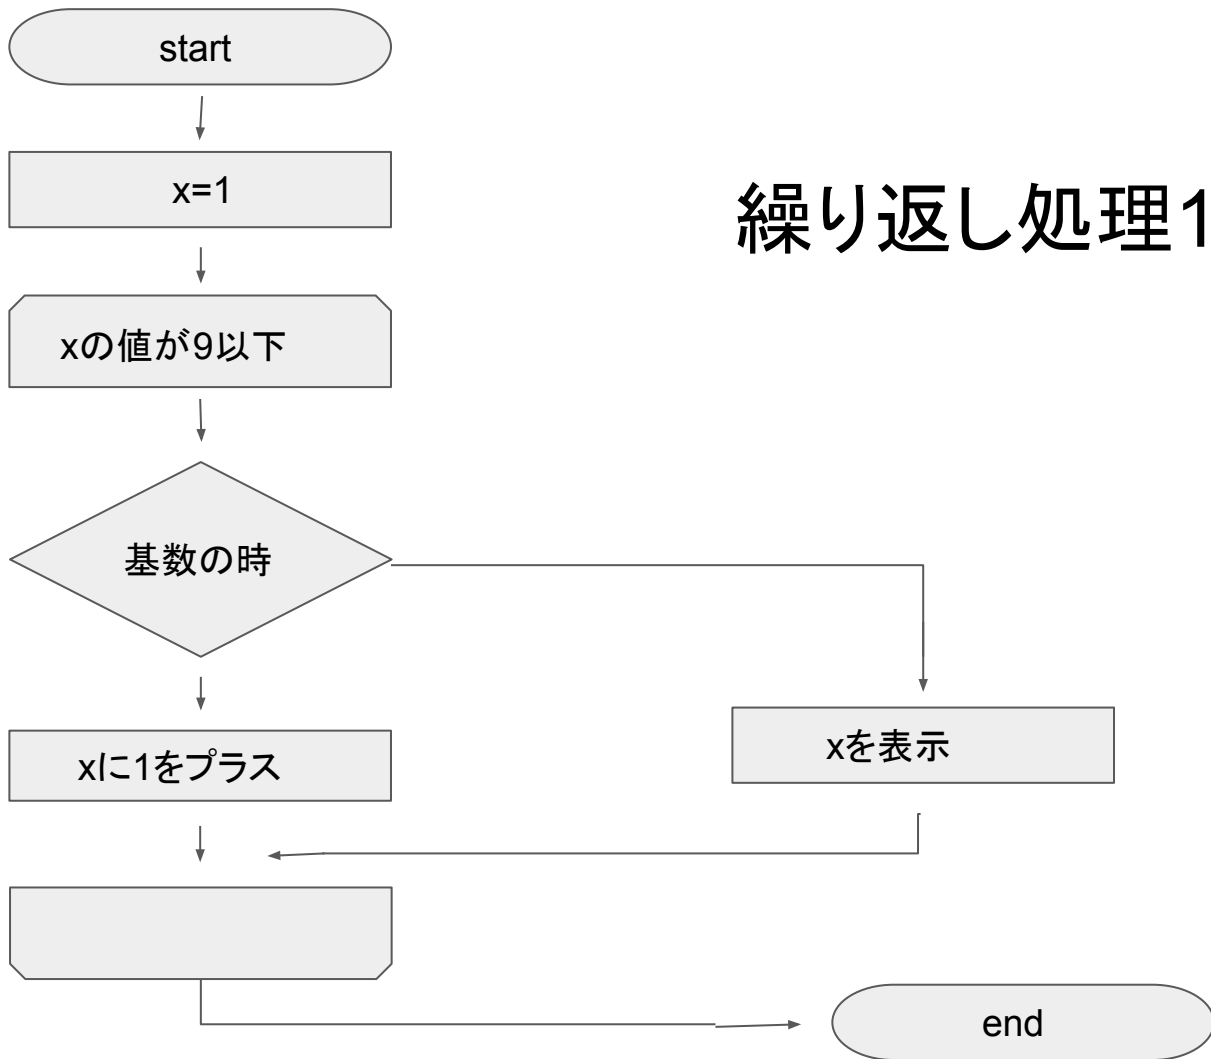 start
x=1
繰り返し処理1
xの値が9以下
基数の時
xに1をプラス
xを表示
end